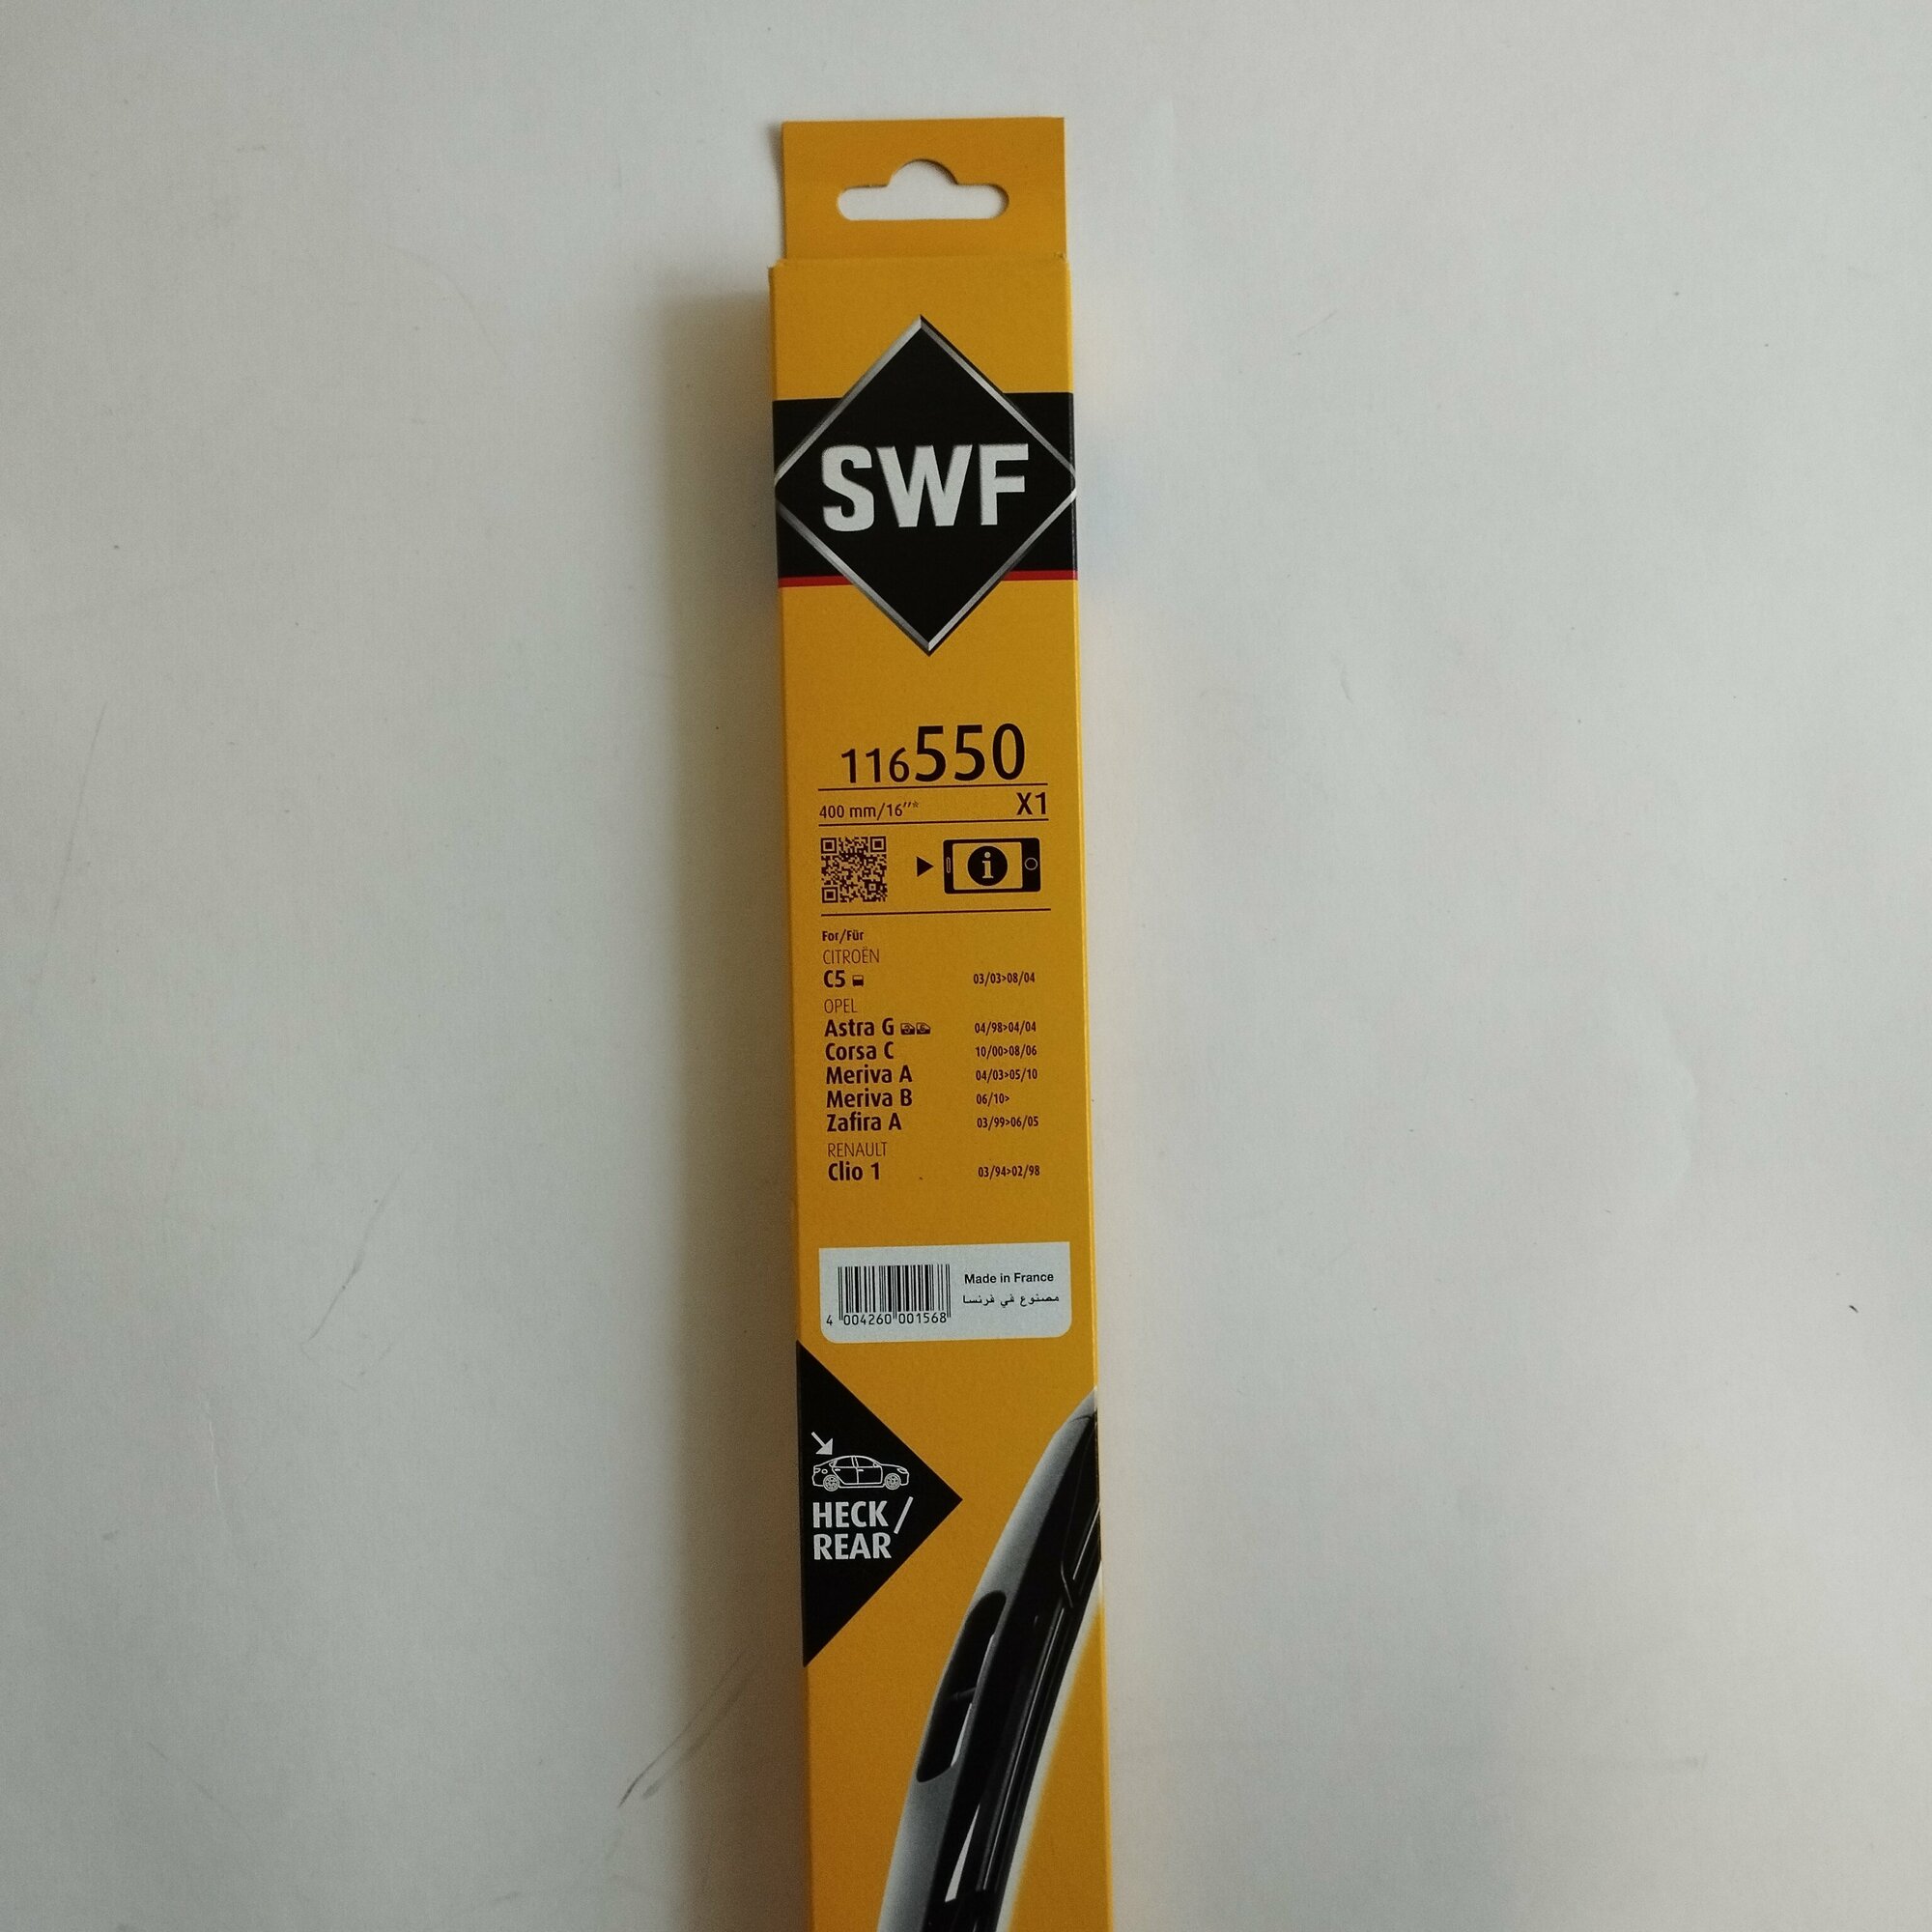 SWF
116550
400 mm/16''* X1
i
For/Für
CITROËN
C5 03/03>08/04
OPEL
Astra G 04/98>04/04
Corsa C 10/00>08/06
Meriva A 04/03>05/10
Meriva B 06/10>
Zafira A 03/99>06/05
RENAULT
Clio 1 03/94>02/98
Made in France
مصنوع في فرنسا
4 004260 001568
HECK/
REAR